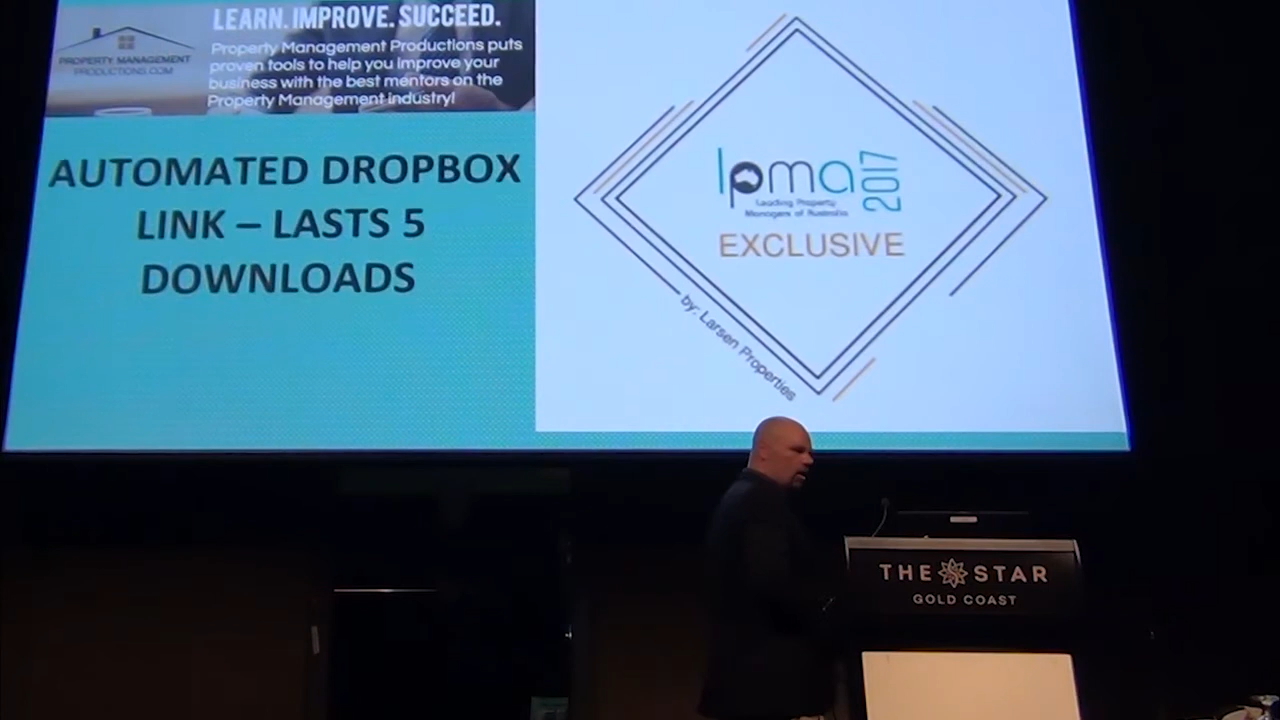 LEARN. IMPROVE. SUCCEED.
Property Management Productions puts
proven tools to help you improve your
business with the best mentors on the
Property Management industry!
PROPERTY MANAGEMENT
PRODUCTIONS.COM
AUTOMATED DROPBOX
LINK – LASTS 5
DOWNLOADS
lpma
2017
Leading Property
Managers of Australia
EXCLUSIVE
by: Larsen Properties
THE STAR
GOLD COAST